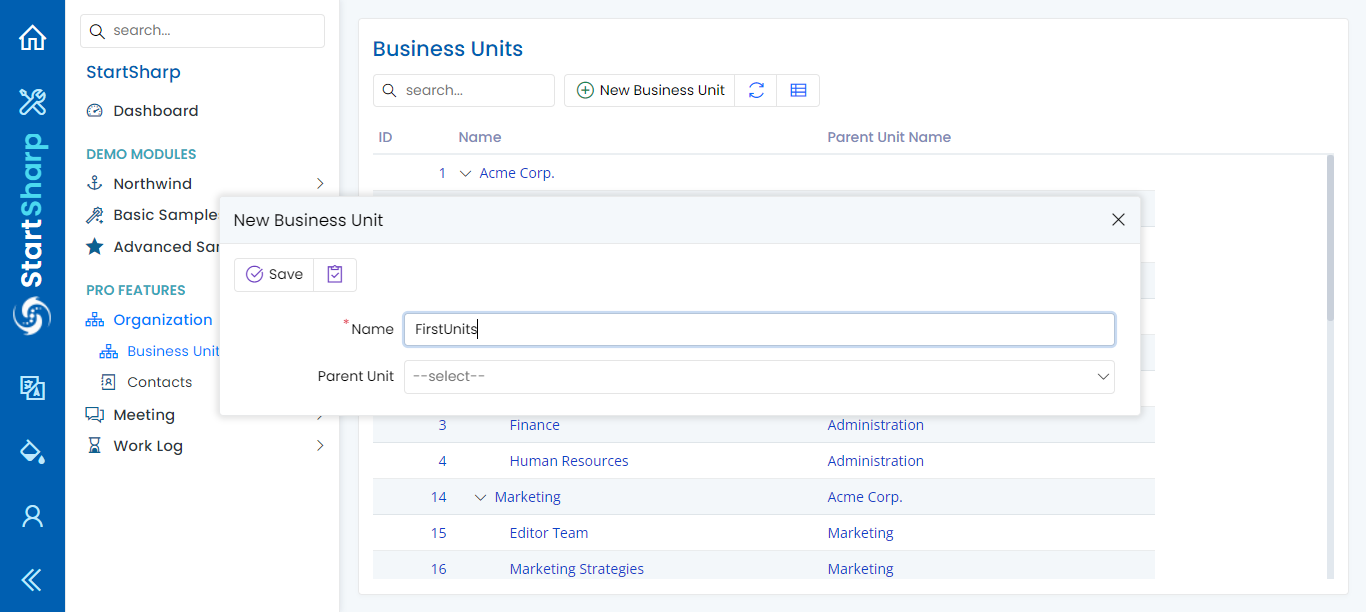 StartSharp
search...
StartSharp
Dashboard
DEMO MODULES
Northwind
Basic Sample
Advanced Sa
PRO FEATURES
Organization
Business Unit
Contacts
Meeting
Work Log
Business Units
search...
New Business Unit
ID Name Parent Unit Name
1 Acme Corp.
New Business Unit
Save
* Name FirstUnits
Parent Unit --select--
3 Finance Administration
4 Human Resources Administration
14 Marketing Acme Corp.
15 Editor Team Marketing
16 Marketing Strategies Marketing